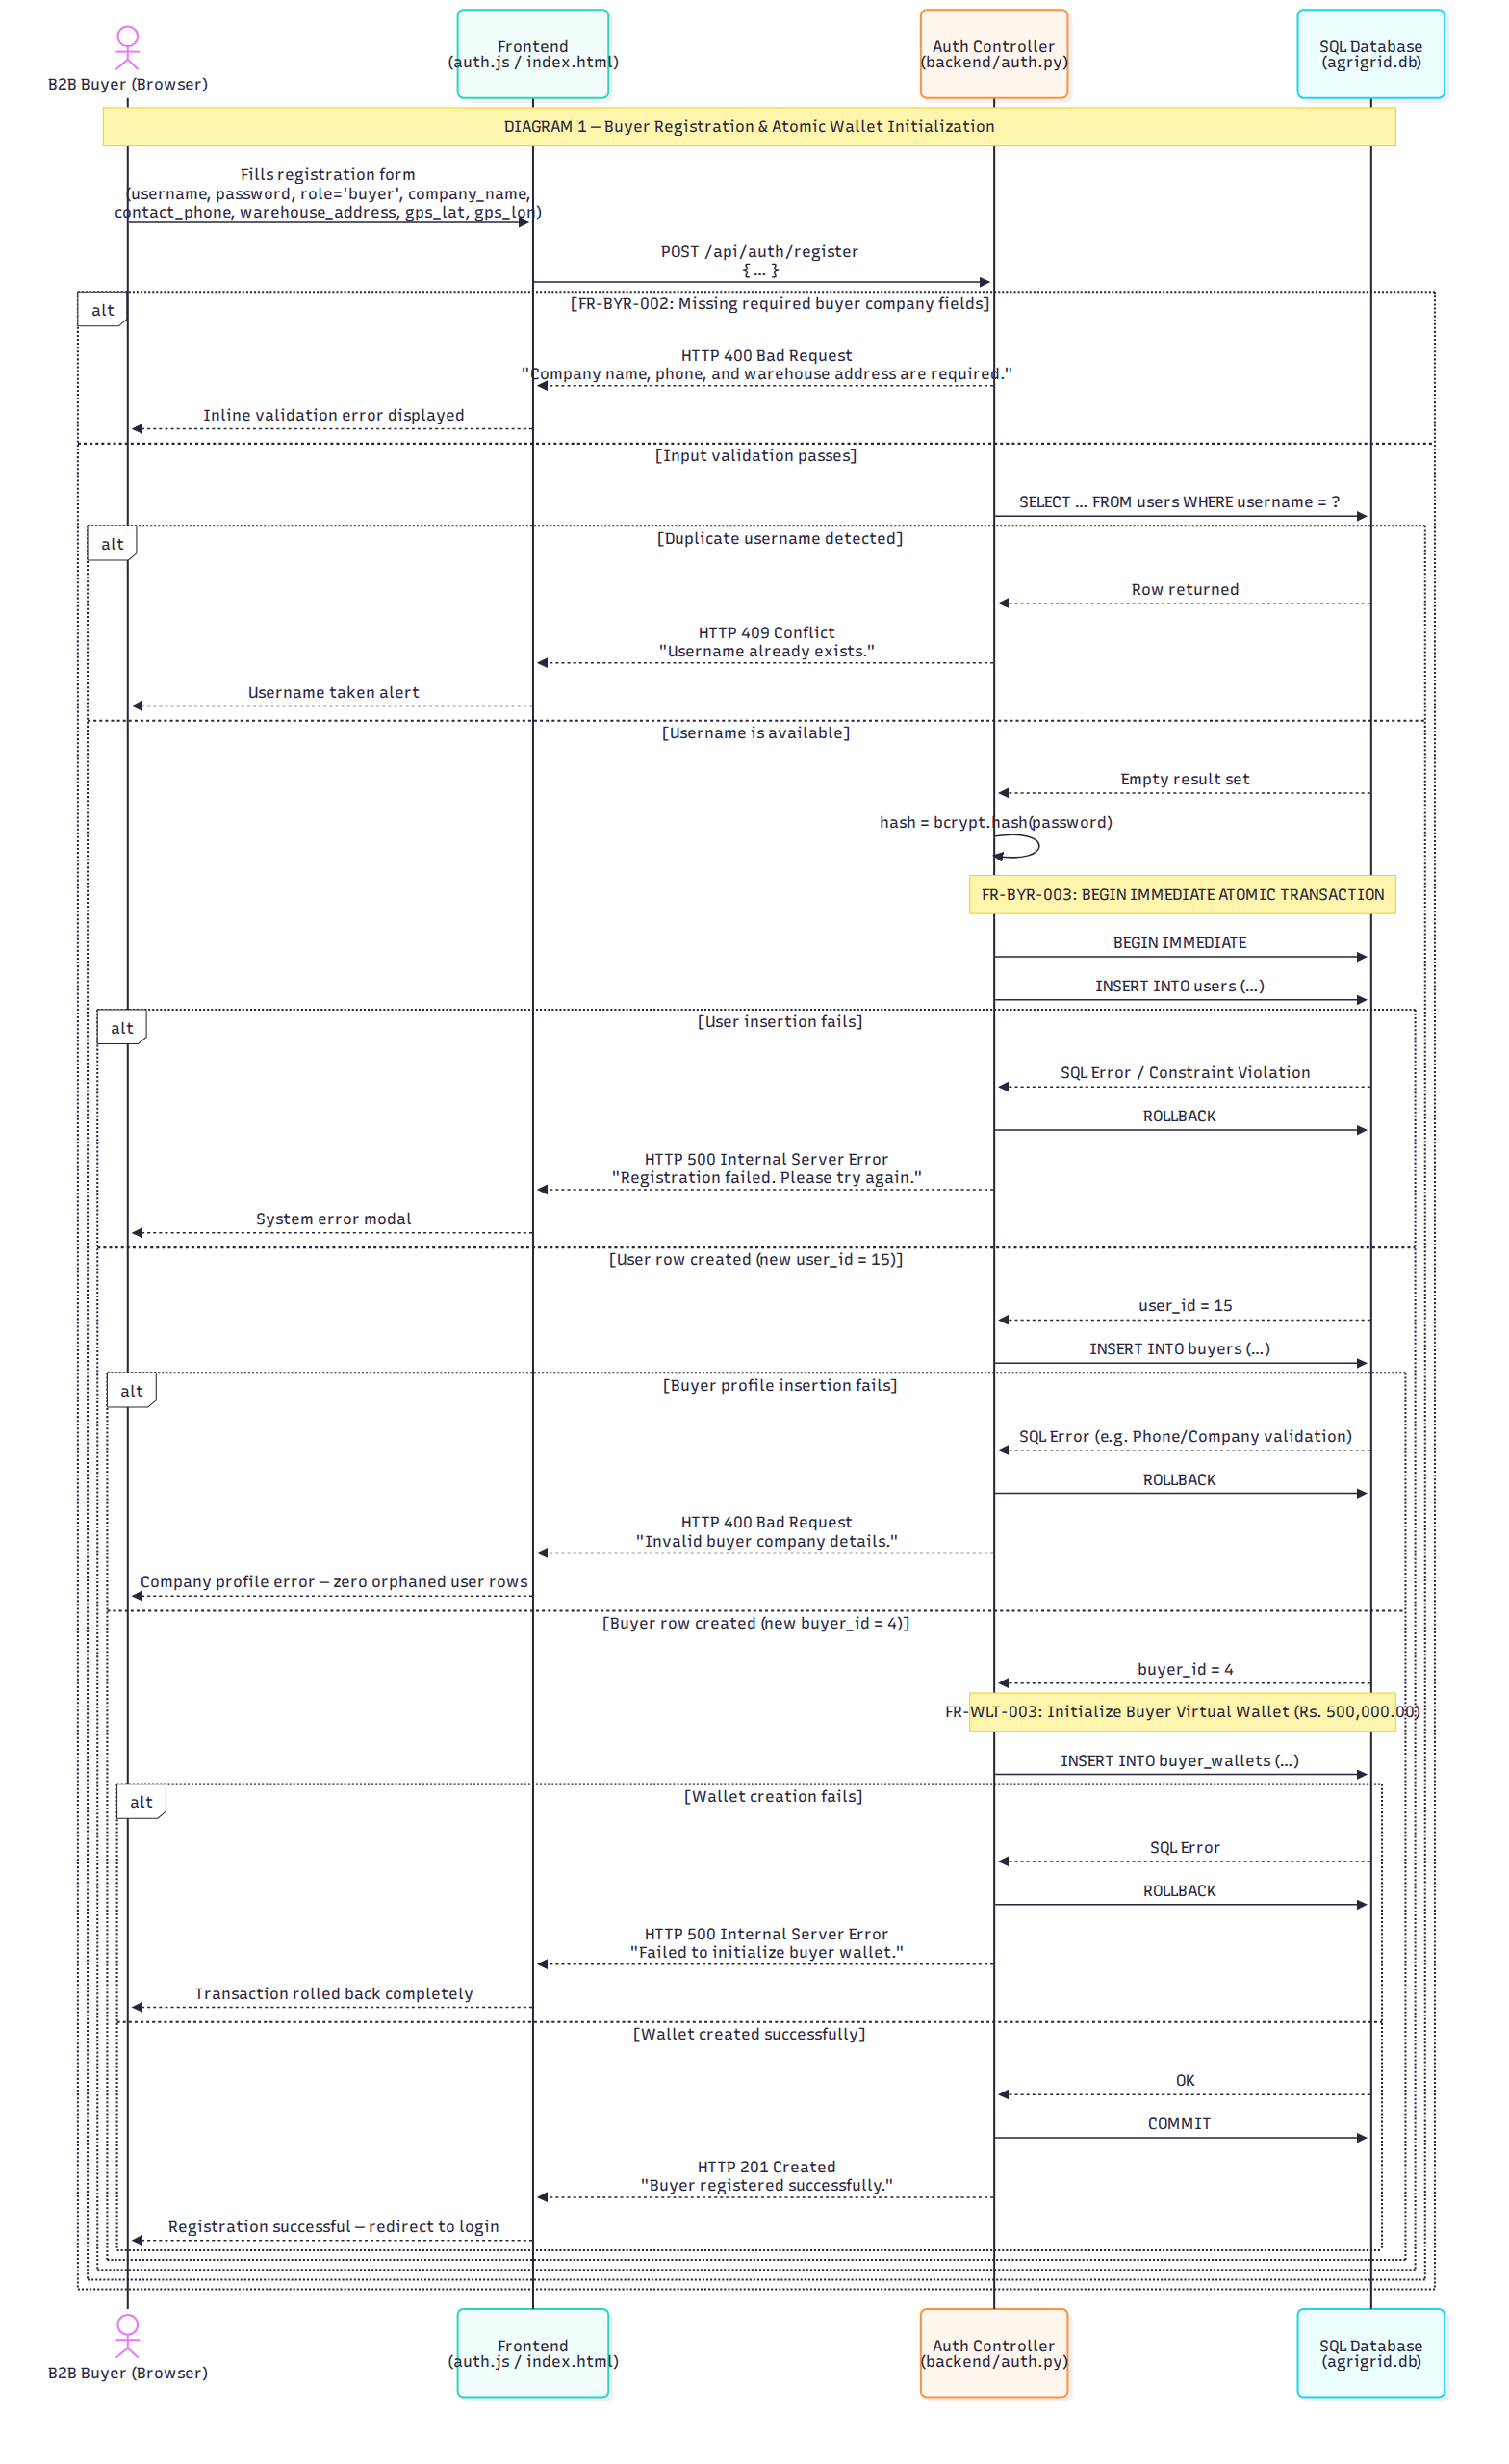 B2B Buyer (Browser)
Frontend
(auth.js / index.html)
Auth Controller
(backend/auth.py)
SQL Database
(agrigrid.db)
DIAGRAM 1 — Buyer Registration & Atomic Wallet Initialization
Fills registration form
(username, password, role='buyer', company_name,
contact_phone, warehouse_address, gps_lat, gps_lon)
POST /api/auth/register
{ ... }
alt
[FR-BYR-002: Missing required buyer company fields]
HTTP 400 Bad Request
"Company name, phone, and warehouse address are required."
Inline validation error displayed
[Input validation passes]
SELECT ... FROM users WHERE username = ?
alt
[Duplicate username detected]
Row returned
HTTP 409 Conflict
"Username already exists."
Username taken alert
[Username is available]
Empty result set
hash = bcrypt.hash(password)
FR-BYR-003: BEGIN IMMEDIATE ATOMIC TRANSACTION
BEGIN IMMEDIATE
INSERT INTO users (...)
alt
[User insertion fails]
SQL Error / Constraint Violation
ROLLBACK
HTTP 500 Internal Server Error
"Registration failed. Please try again."
System error modal
[User row created (new user_id = 15)]
user_id = 15
INSERT INTO buyers (...)
alt
[Buyer profile insertion fails]
SQL Error (e.g. Phone/Company validation)
ROLLBACK
HTTP 400 Bad Request
"Invalid buyer company details."
Company profile error — zero orphaned user rows
[Buyer row created (new buyer_id = 4)]
buyer_id = 4
FR-WLT-003: Initialize Buyer Virtual Wallet (Rs. 500,000.00)
INSERT INTO buyer_wallets (...)
alt
[Wallet creation fails]
SQL Error
ROLLBACK
HTTP 500 Internal Server Error
"Failed to initialize buyer wallet."
Transaction rolled back completely
[Wallet created successfully]
OK
COMMIT
HTTP 201 Created
"Buyer registered successfully."
Registration successful — redirect to login
B2B Buyer (Browser)
Frontend
(auth.js / index.html)
Auth Controller
(backend/auth.py)
SQL Database
(agrigrid.db)